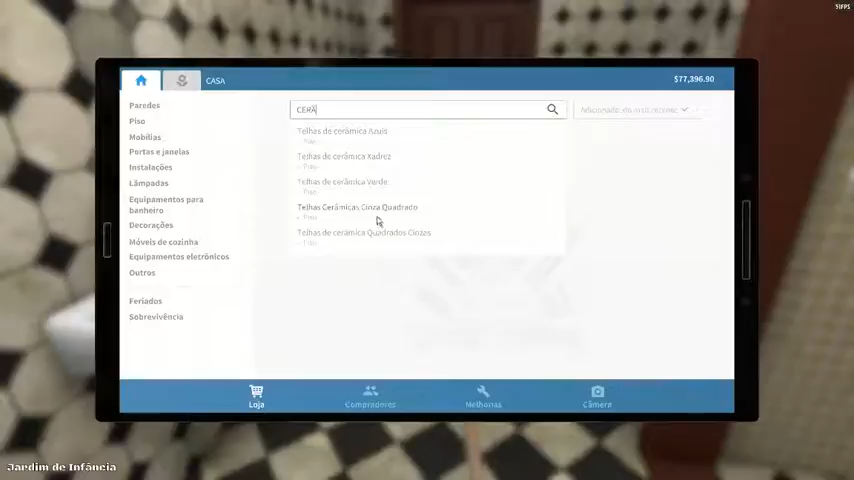 51FPS
CASA
$77,396.90
Paredes
Piso
Mobílias
Portas e janelas
Instalações
Lâmpadas
Equipamentos para
banheiro
Decorações
Móveis de cozinha
Equipamentos eletrônicos
Outros
Feriados
Sobrevivência
CERÂ
Telhas de cerâmica Azuis
- Piso
Telhas de cerâmica Xadrez
- Piso
Telhas de cerâmica Verde
- Piso
Telhas Cerâmicas Cinza Quadrado
- Piso
Telhas de cerâmica Quadrados Cinzas
- Piso
Loja
Compradores
Melhorias
Câmera
Jardim de Infância